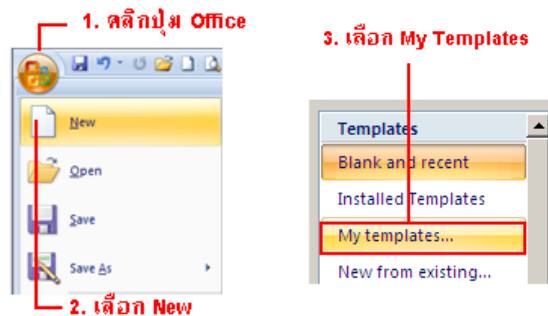 1. คลิกปุ่ม Office
New
Open
Save
Save As
2. เลือก New
3. เลือก My Templates
Templates
Blank and recent
Installed Templates
My templates...
New from existing...